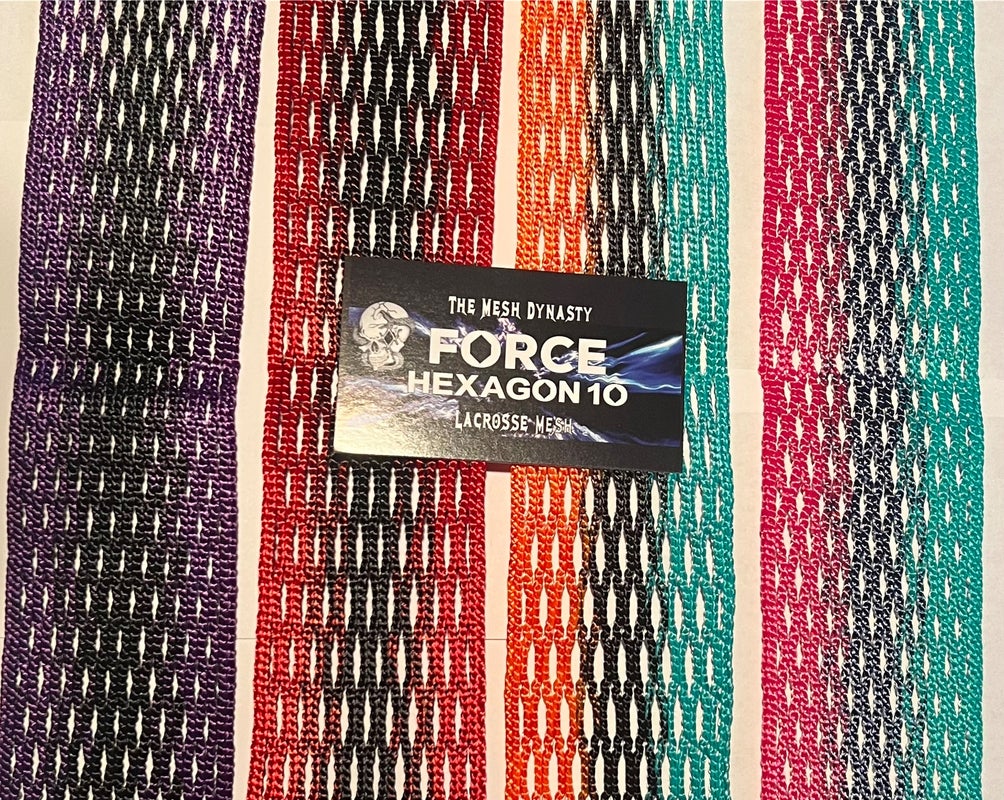 The Mesh Dynasty
FORCE
HEXAGON 10
Lacrosse Mesh